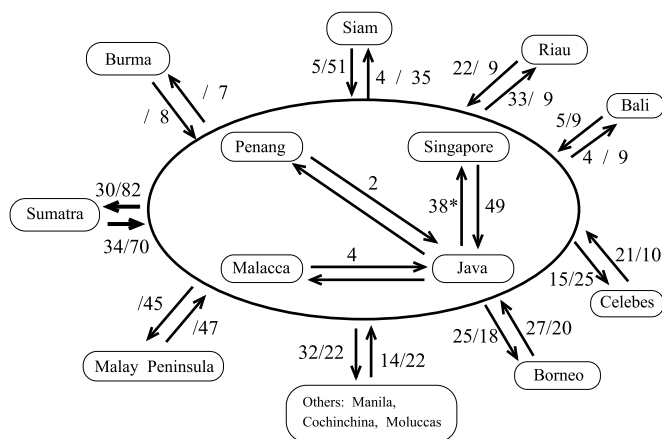 Siam
5/51
4 / 35
Burma
/ 7
/ 8
Riau
22/ 9
33/ 9
Bali
5/9
4 / 9
Penang
Singapore
2
38*
49
30/82
Sumatra
34/70
Malacca
4
Java
21/10
15/25
Celebes
/45
/47
Malay Peninsula
32/22
14/22
25/18
27/20
Borneo
Others: Manila,
Cochinchina, Moluccas